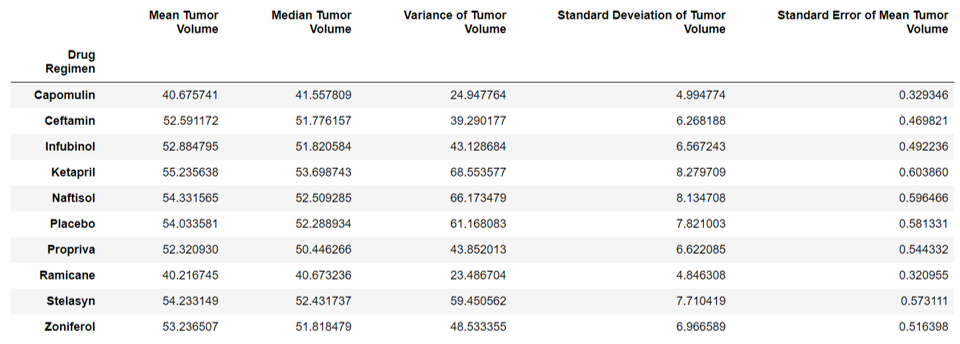 Mean Tumor Volume	Median Tumor Volume	Variance of Tumor Volume	Standard Deveiation of Tumor Volume	Standard Error of Mean Tumor Volume
Drug Regimen
Capomulin	40.675741	41.557809	24.947764	4.994774	0.329346
Ceftamin	52.591172	51.776157	39.290177	6.268188	0.469821
Infubinol	52.884795	51.820584	43.128684	6.567243	0.492236
Ketapril	55.235638	53.698743	68.553577	8.279709	0.603860
Naftisol	54.331565	52.509285	66.173479	8.134708	0.596466
Placebo	54.033581	52.288934	61.168083	7.821003	0.581331
Propriva	52.320930	50.446266	43.852013	6.622085	0.544332
Ramicane	40.216745	40.673236	23.486704	4.846308	0.320955
Stelasyn	54.233149	52.431737	59.450562	7.710419	0.573111
Zoniferol	53.236507	51.818479	48.533355	6.966589	0.516398